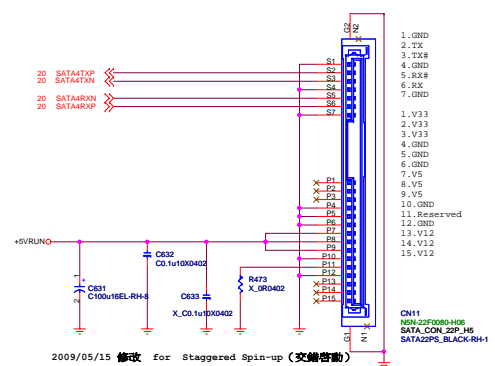 G2
N2
1.GND
2.TX
3.TX#
4.GND
5.RX#
6.RX
7.GND
20 SATA4TXP
20 SATA4TXN
20 SATA4RXN
20 SATA4RXP
S1
S2
S3
S4
S5
S6
S7
1.V33
2.V33
3.V33
4.GND
5.GND
6.GND
7.V5
8.V5
9.V5
10.GND
11.Reserved
12.GND
13.V12
14.V12
15.V12
P1
P2
P3
P4
P5
P6
P7
P8
P9
P10
P11
P12
P13
P14
P15
+5VRUN
C632
C0.1u10X0402
1
+
C631
C100u16EL-RH-8
2
C633
X_C0.1u10X0402
R473
X_0R0402
G1
N1
CN11
N5N-22F0080-H06
SATA_CON_22P_H5
SATA22PS_BLACK-RH-1
2009/05/15 修改 for Staggered Spin-up(交錯啓動)